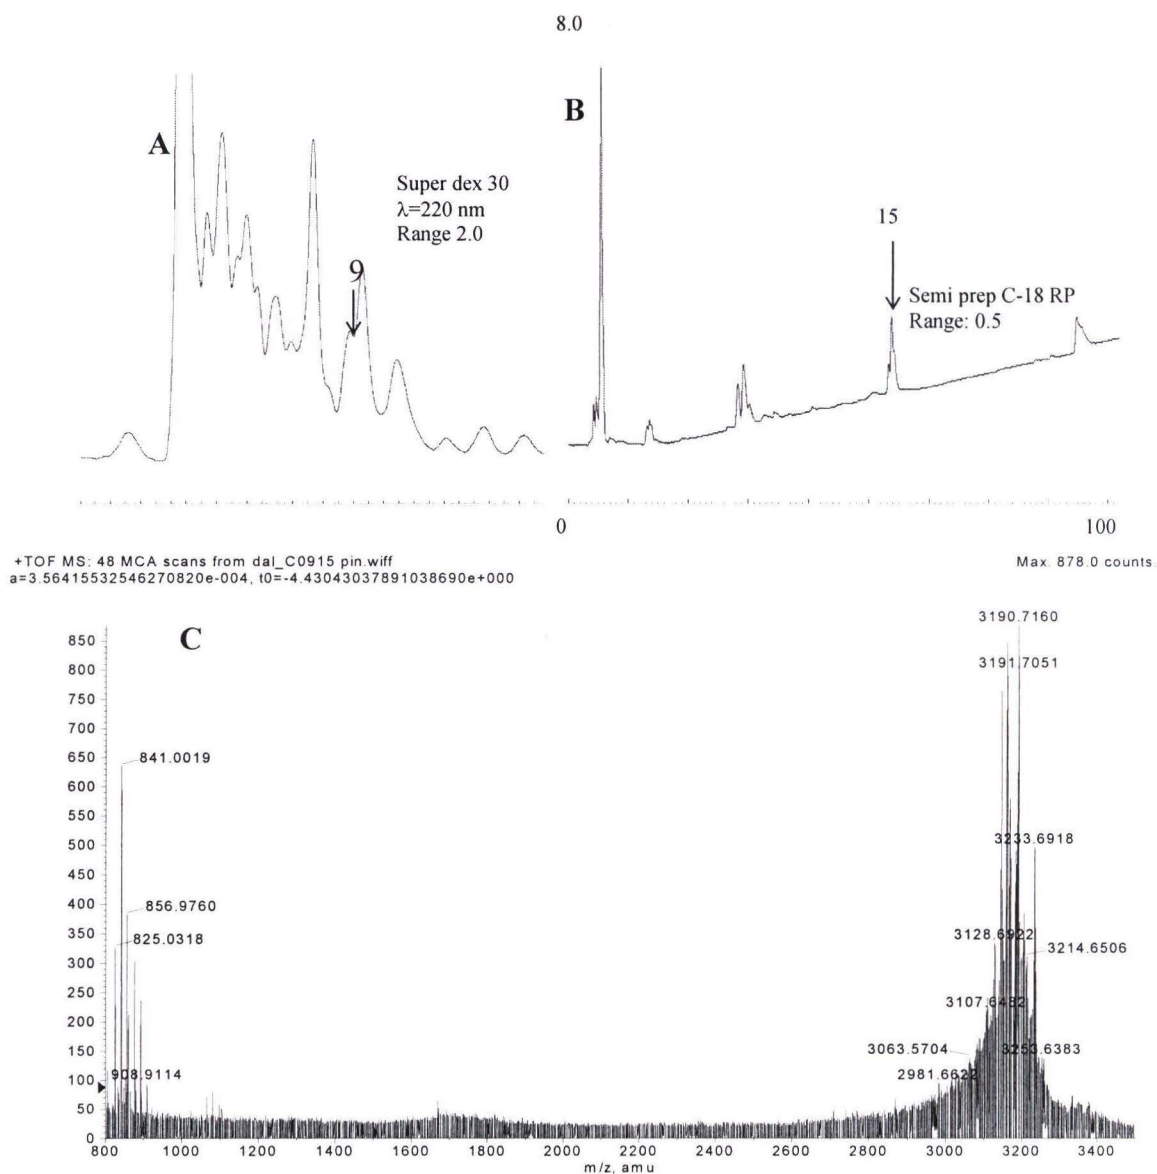 8.0
A
B
Super dex 30
λ=220 nm
Range 2.0
9
15
Semi prep C-18 RP
Range: 0.5
0
100
+TOF MS: 48 MCA scans from dal_C0915 pin.wiff
a=3.56415532546270820e-004, t0=-4.43043037891038690e+000
Max. 878.0 counts.
C
3190.7160
3191.7051
841.0019
3233.6918
856.9760
825.0318
3128.6922
3214.6506
3107.6482
3063.5704
3253.6383
2981.6622
908.9114
850
800
750
700
650
600
550
500
450
400
350
300
250
200
150
100
50
0
800 1000 1200 1400 1600 1800 2000 2200 2400 2600 2800 3000 3200 3400
m/z, amu